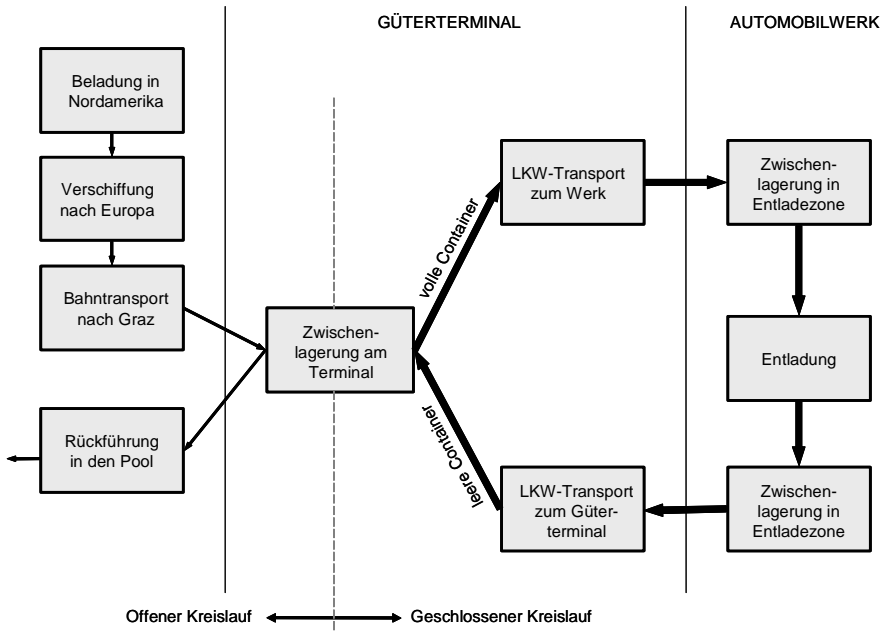 GÜTERTERMINAL
AUTOMOBILWERK
Beladung in
Nordamerika
Verschiffung
nach Europa
Bahntransport
nach Graz
Rückführung
in den Pool
Zwischen-
lagerung am
Terminal
volle Container
leere Container
LKW-Transport
zum Werk
Zwischen-
lagerung in
Entladezone
Entladung
Zwischen-
lagerung in
Entladezone
LKW-Transport
zum Güter-
terminal
Offener Kreislauf
Geschlossener Kreislauf